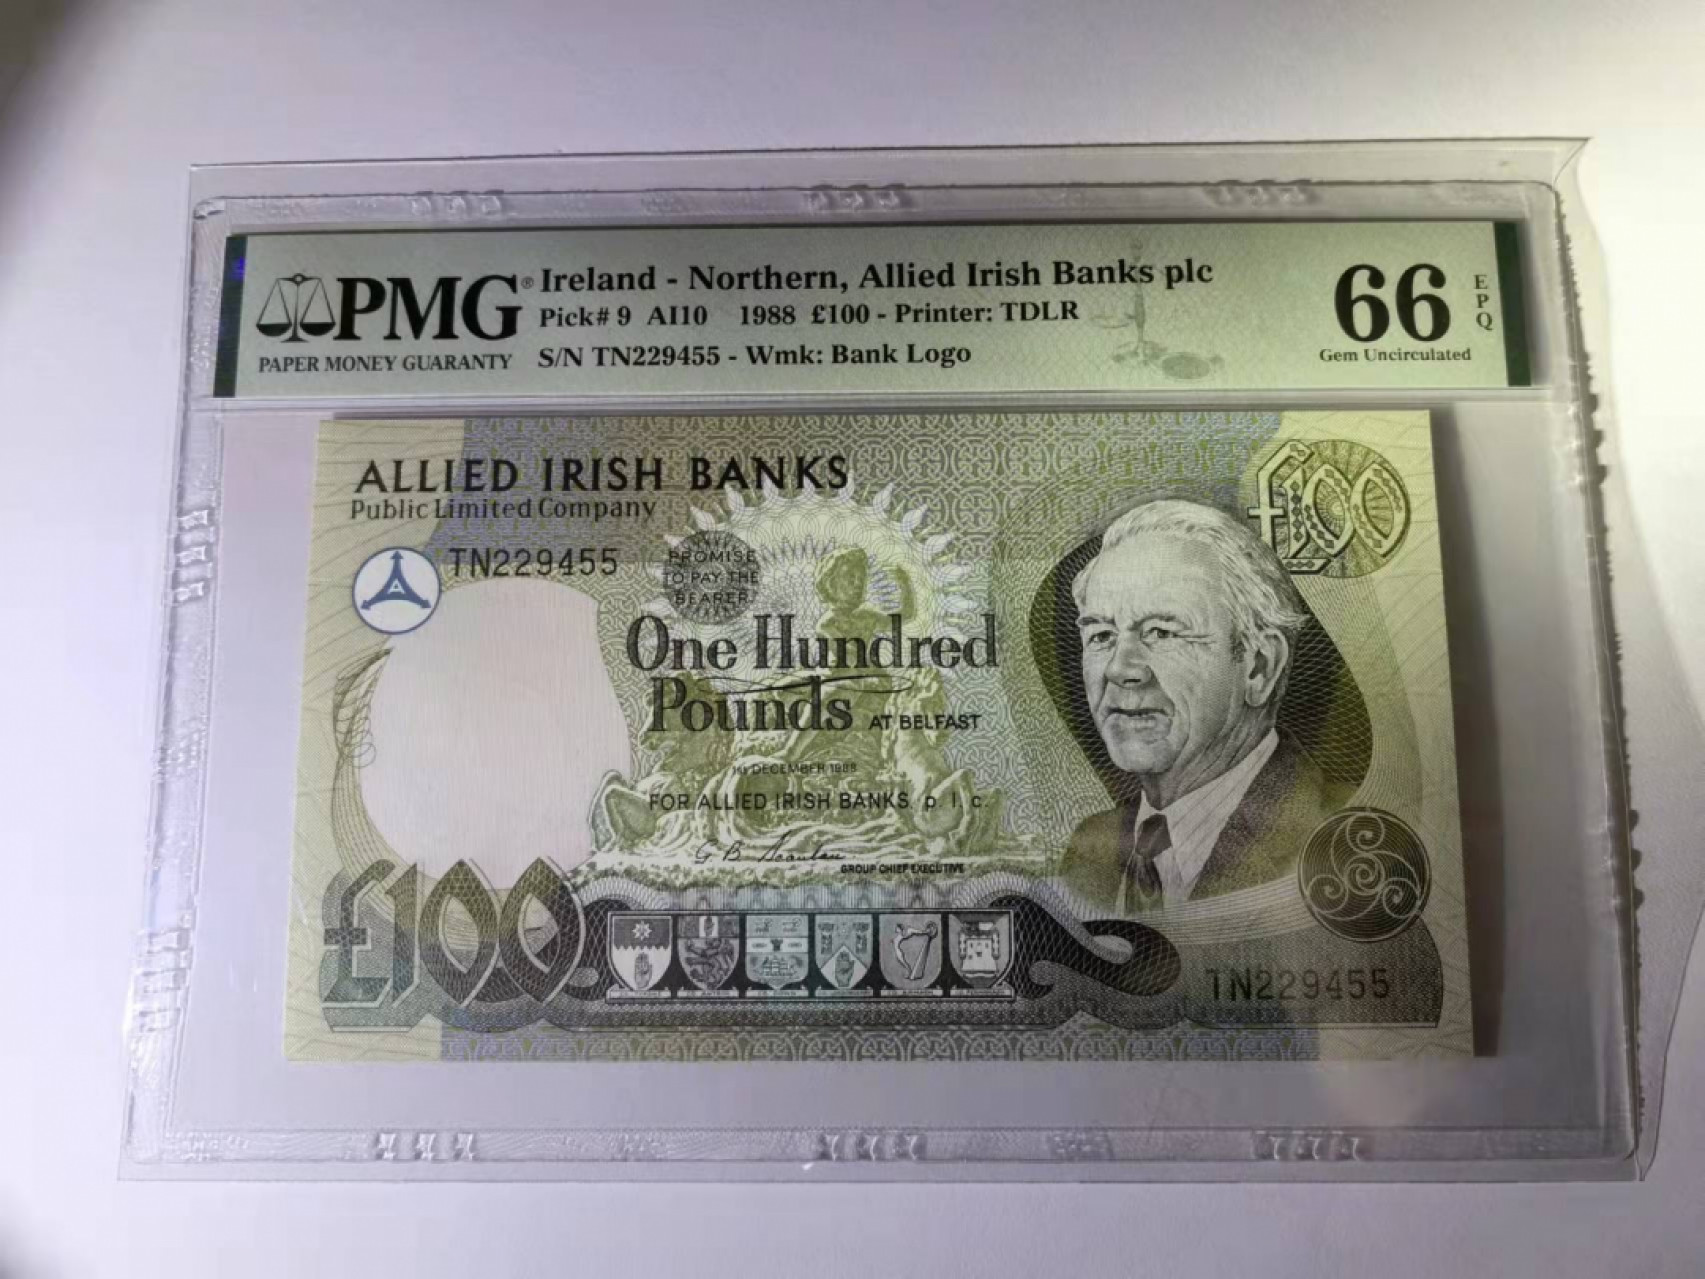 PMG®
PAPER MONEY GUARANTY
Ireland - Northern, Allied Irish Banks plc
Pick# 9 AI10 1988 £100 - Printer: TDLR
S/N TN229455 - Wmk: Bank Logo
66
EPQ
Gem Uncirculated
ALLIED IRISH BANKS
Public Limited Company
£100
TN229455
A
PROMISE
TO PAY THE
BEARER
One Hundred
Pounds AT BELFAST
1st DECEMBER 1988
FOR ALLIED IRISH BANKS, p. l. c.
GROUP CHIEF EXECUTIVE
£100
TN229455